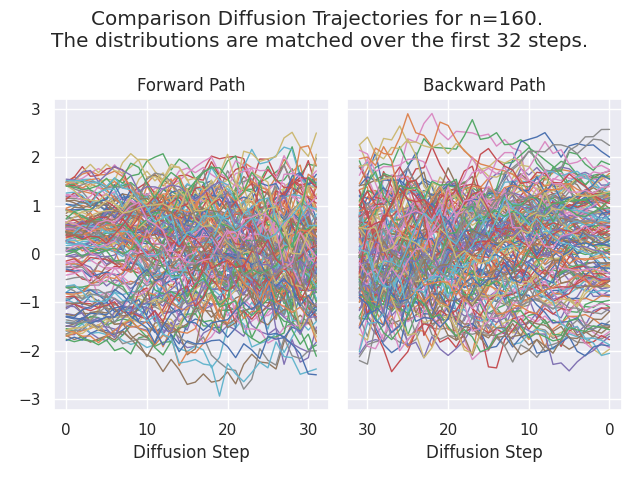 Comparison Diffusion Trajectories for n=160.
The distributions are matched over the first 32 steps.
Forward Path
Backward Path
3
2
1
0
−1
−2
−3
0 10 20 30
30 20 10 0
Diffusion Step
Diffusion Step